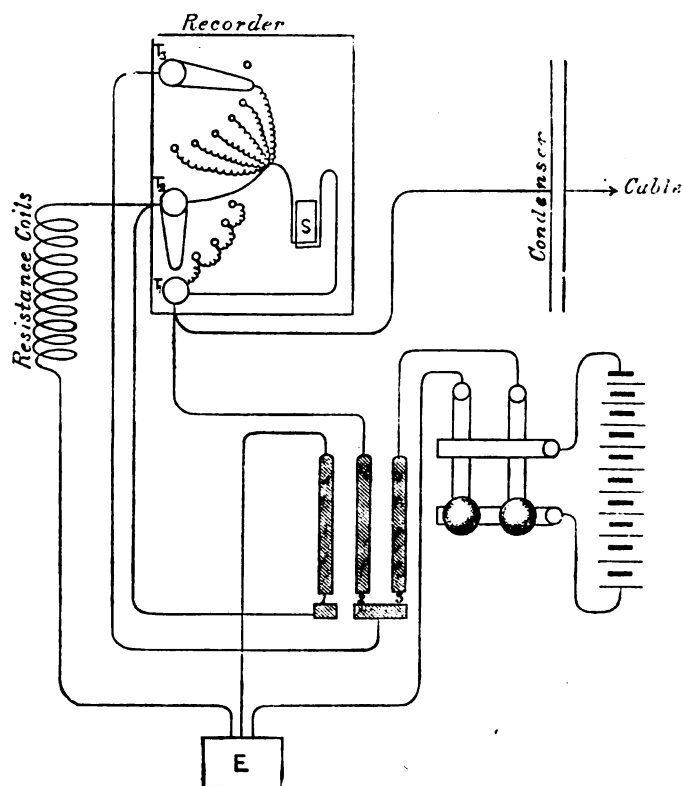 Recorder
T3
T2
T1
S
Resistance Coils
Condenser
Cable
E